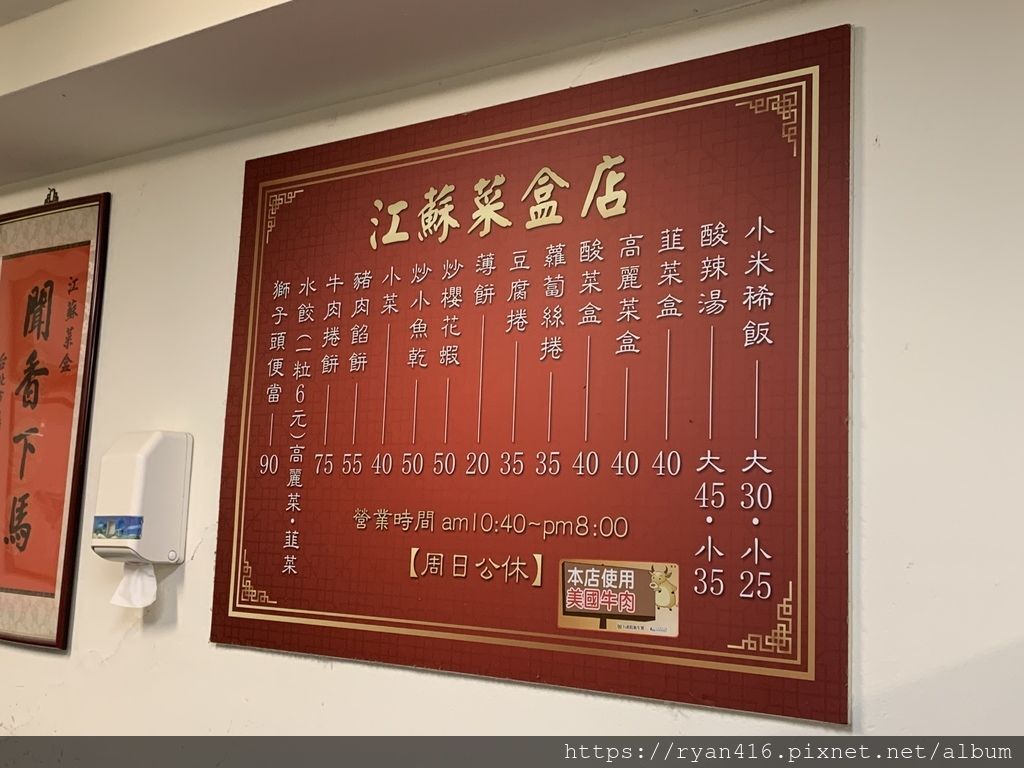 江蘇菜盒店
小米稀飯 大30・小25
酸辣湯 大45・小35
韮菜盒 40
高麗菜盒 40
酸菜盒 40
蘿蔔絲捲 35
豆腐捲 35
薄餅 20
炒櫻花蝦 50
炒小魚乾 50
小菜 40
豬肉餡餅 55
牛肉捲餅 75
水餃(一粒6元)高麗菜・韮菜
獅子頭便當 90
營業時間 am10:40~pm8:00
【周日公休】
本店使用
美國牛肉
江蘇菜盒
聞香下馬
https://ryan416.pixnet.net/album